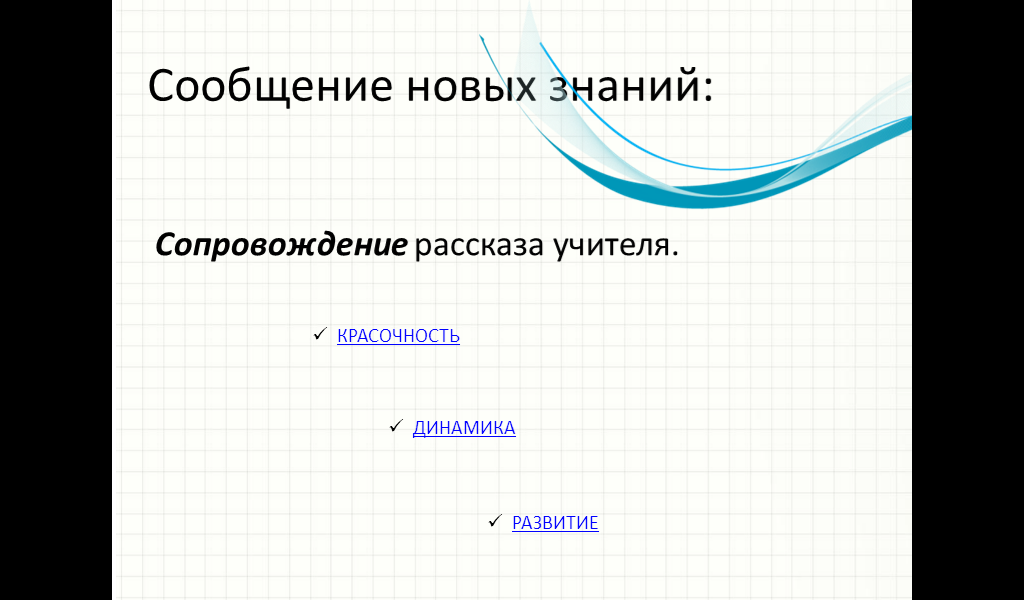 Сообщение новых знаний:
Сопровождение рассказа учителя.
✓ КРАСОЧНОСТЬ
✓ ДИНАМИКА
✓ РАЗВИТИЕ